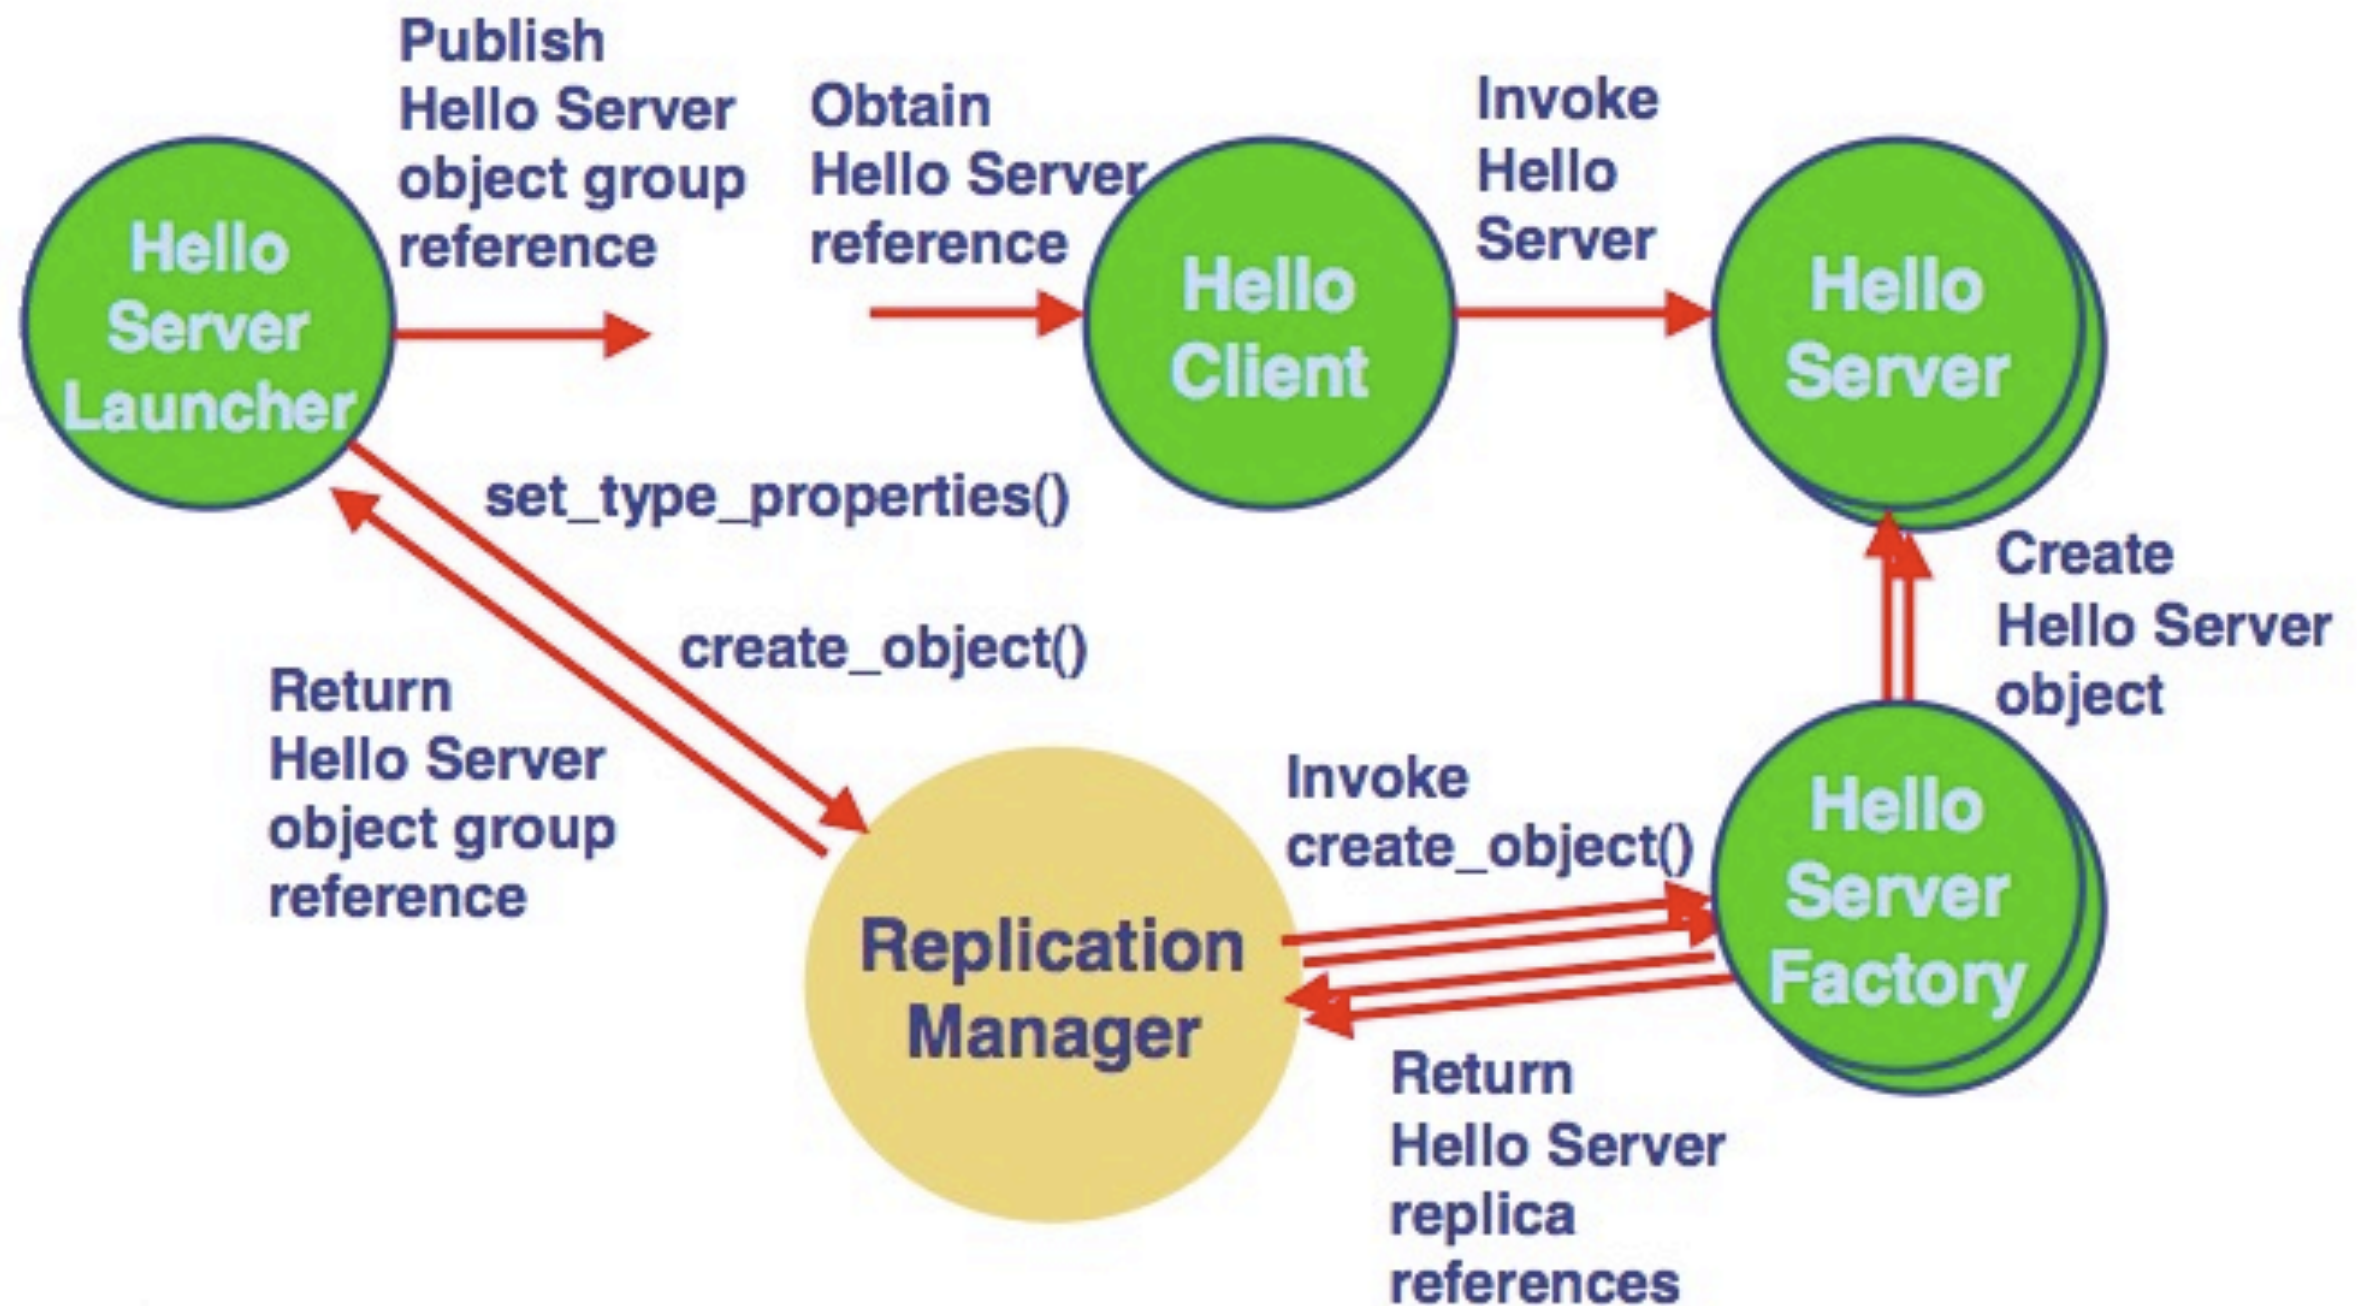 Publish
Hello Server
object group
reference
Obtain
Hello Server
reference
Invoke
Hello
Server
Hello
Server
Launcher
Hello
Client
Hello
Server
set_type_properties()
create_object()
Create
Hello Server
object
Return
Hello Server
object group
reference
Invoke
create_object()
Hello
Server
Factory
Replication
Manager
Return
Hello Server
replica
references